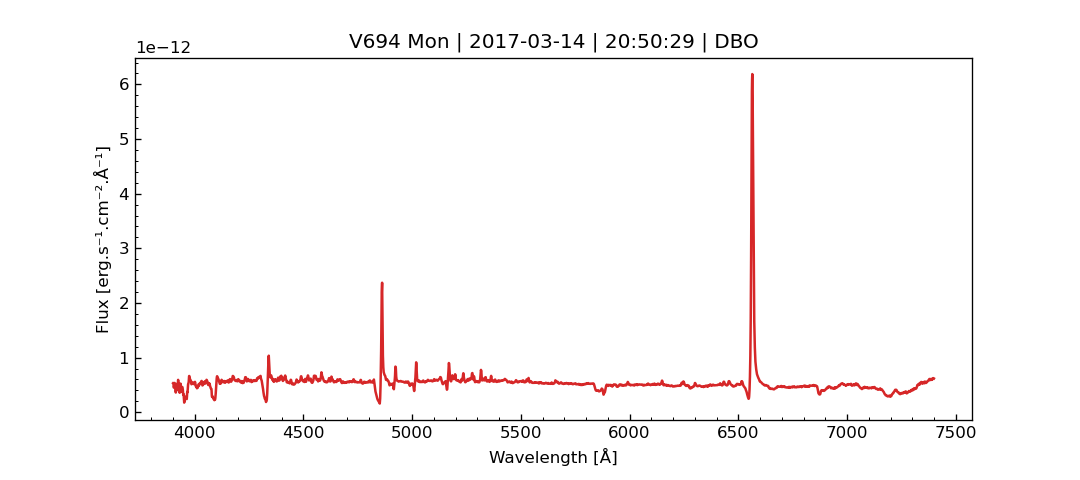 V694 Mon | 2017-03-14 | 20:50:29 | DBO
1e−12
6
5
4
3
2
1
0
Flux [erg.s⁻¹.cm⁻².Å⁻¹]
4000 4500 5000 5500 6000 6500 7000 7500
Wavelength [Å]